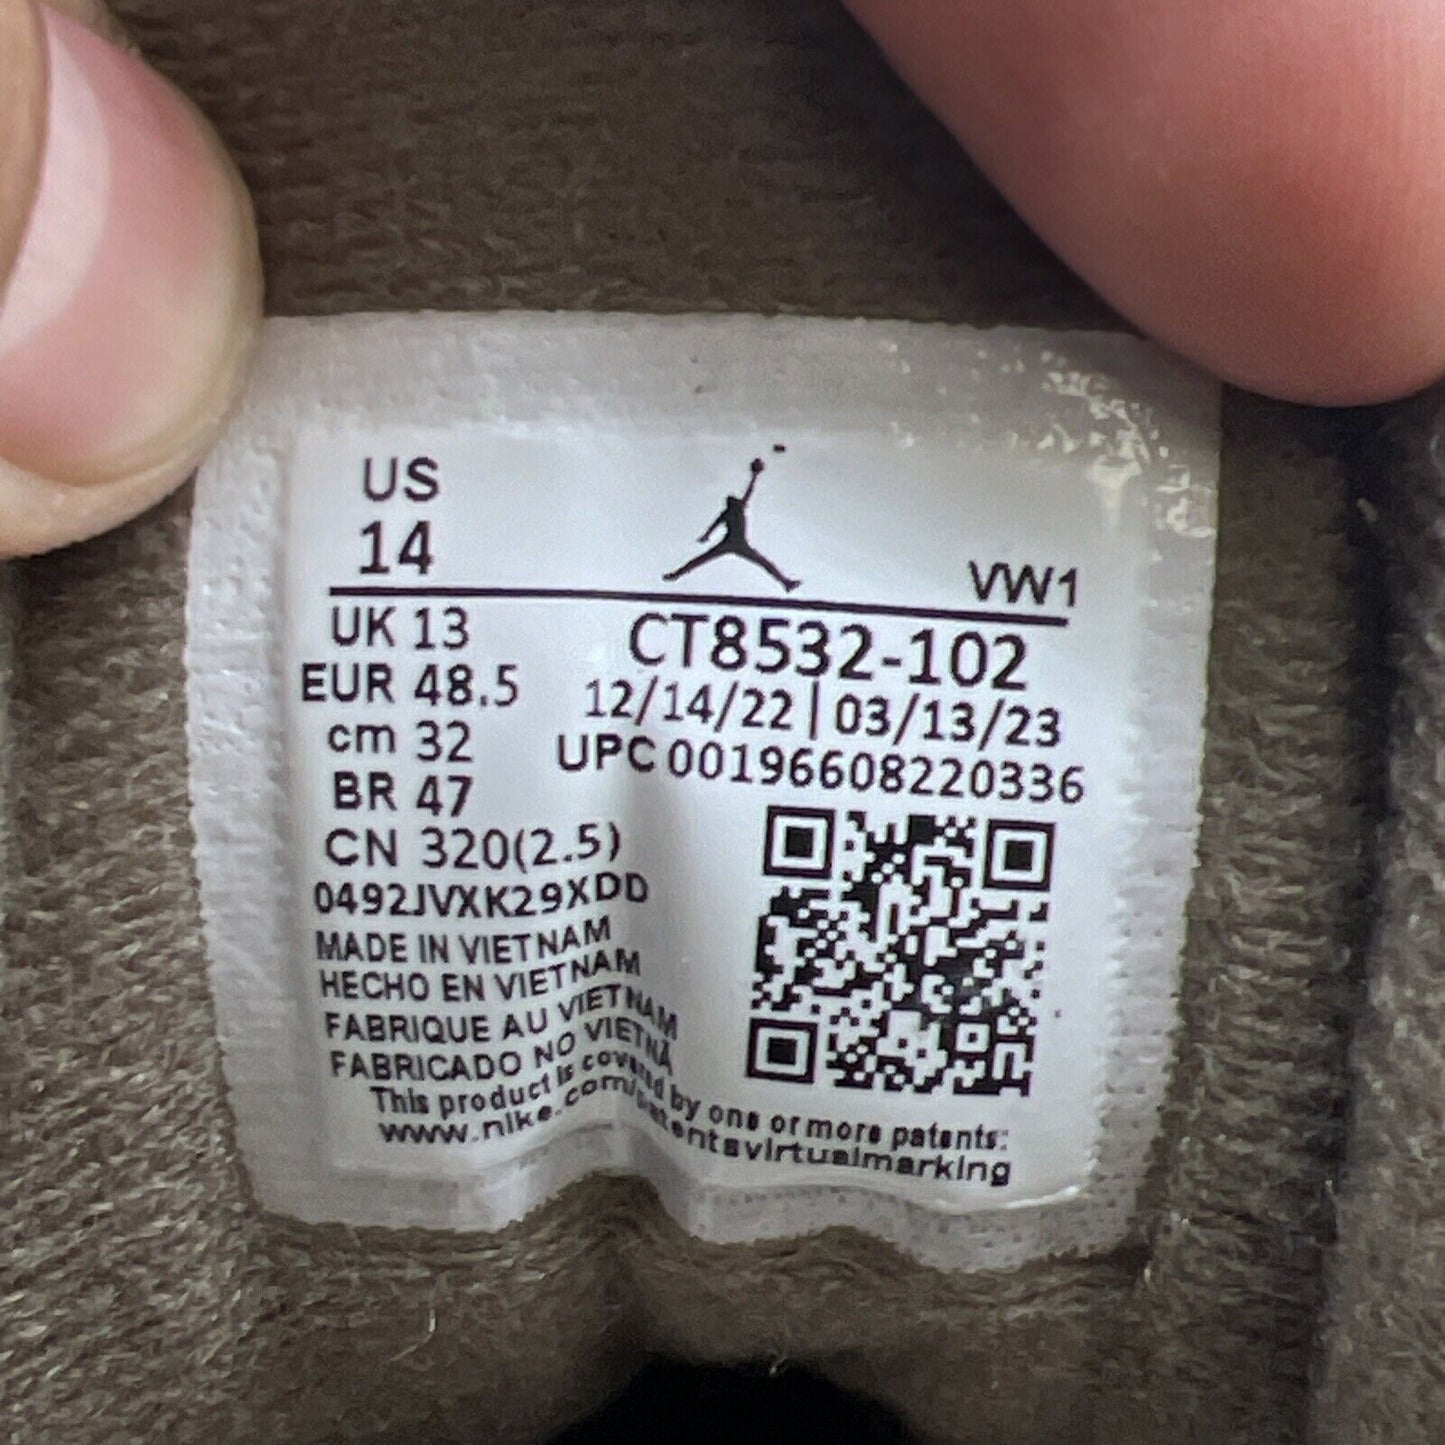 US
14
VW1
UK 13
EUR 48.5
cm 32
BR 47
CN 320(2.5)
CT8532-102
12/14/22 | 03/13/23
UPC 00196608220336
0492JVXK29XDD
MADE IN VIETNAM
HECHO EN VIETNAM
FABRIQUE AU VIETNAM
FABRICADO NO VIETNÃ
This product is covered by one or more patents:
www.nike.com/patentsvirtualmarking